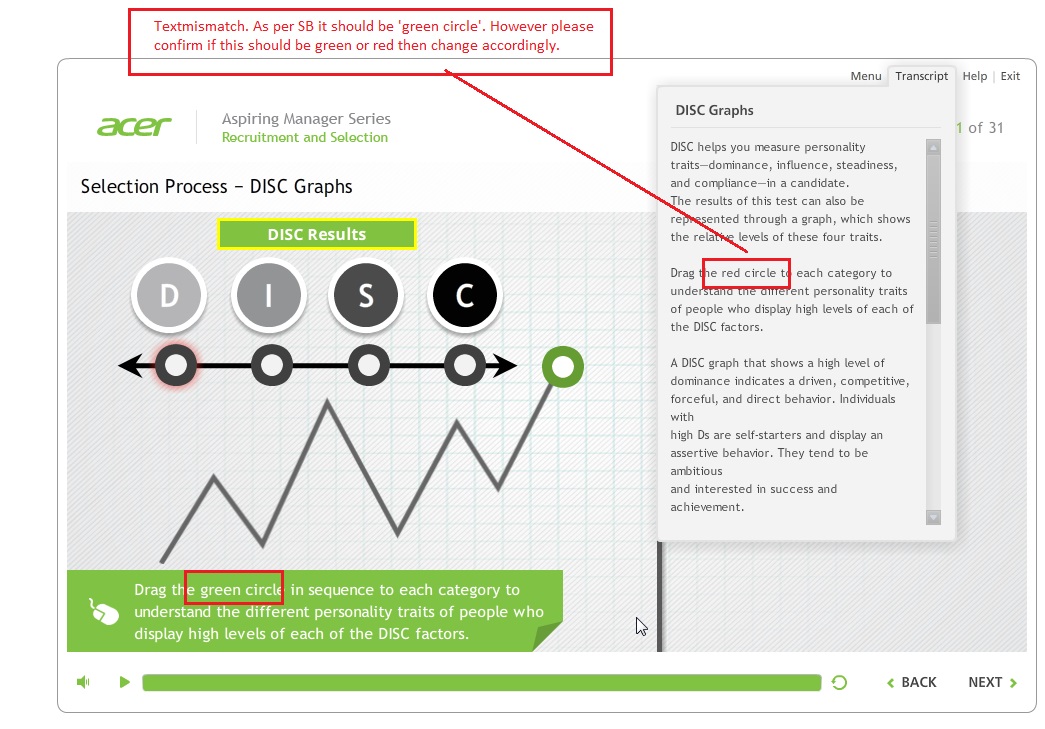 Textmismatch. As per SB it should be 'green circle'. However please
confirm if this should be green or red then change accordingly.
Menu
Transcript
Help | Exit
acer
Aspiring Manager Series
Recruitment and Selection
1 of 31
Selection Process – DISC Graphs
DISC Results
D
I
S
C
DISC Graphs
DISC helps you measure personality
traits—dominance, influence, steadiness,
and compliance—in a candidate.
The results of this test can also be
represented through a graph, which shows
the relative levels of these four traits.
Drag the red circle to each category to
understand the different personality traits
of people who display high levels of each of
the DISC factors.
A DISC graph that shows a high level of
dominance indicates a driven, competitive,
forceful, and direct behavior. Individuals
with
high Ds are self-starters and display an
assertive behavior. They tend to be
ambitious
and interested in success and
achievement.
Drag the green circle in sequence to each category to
understand the different personality traits of people who
display high levels of each of the DISC factors.
BACK
NEXT